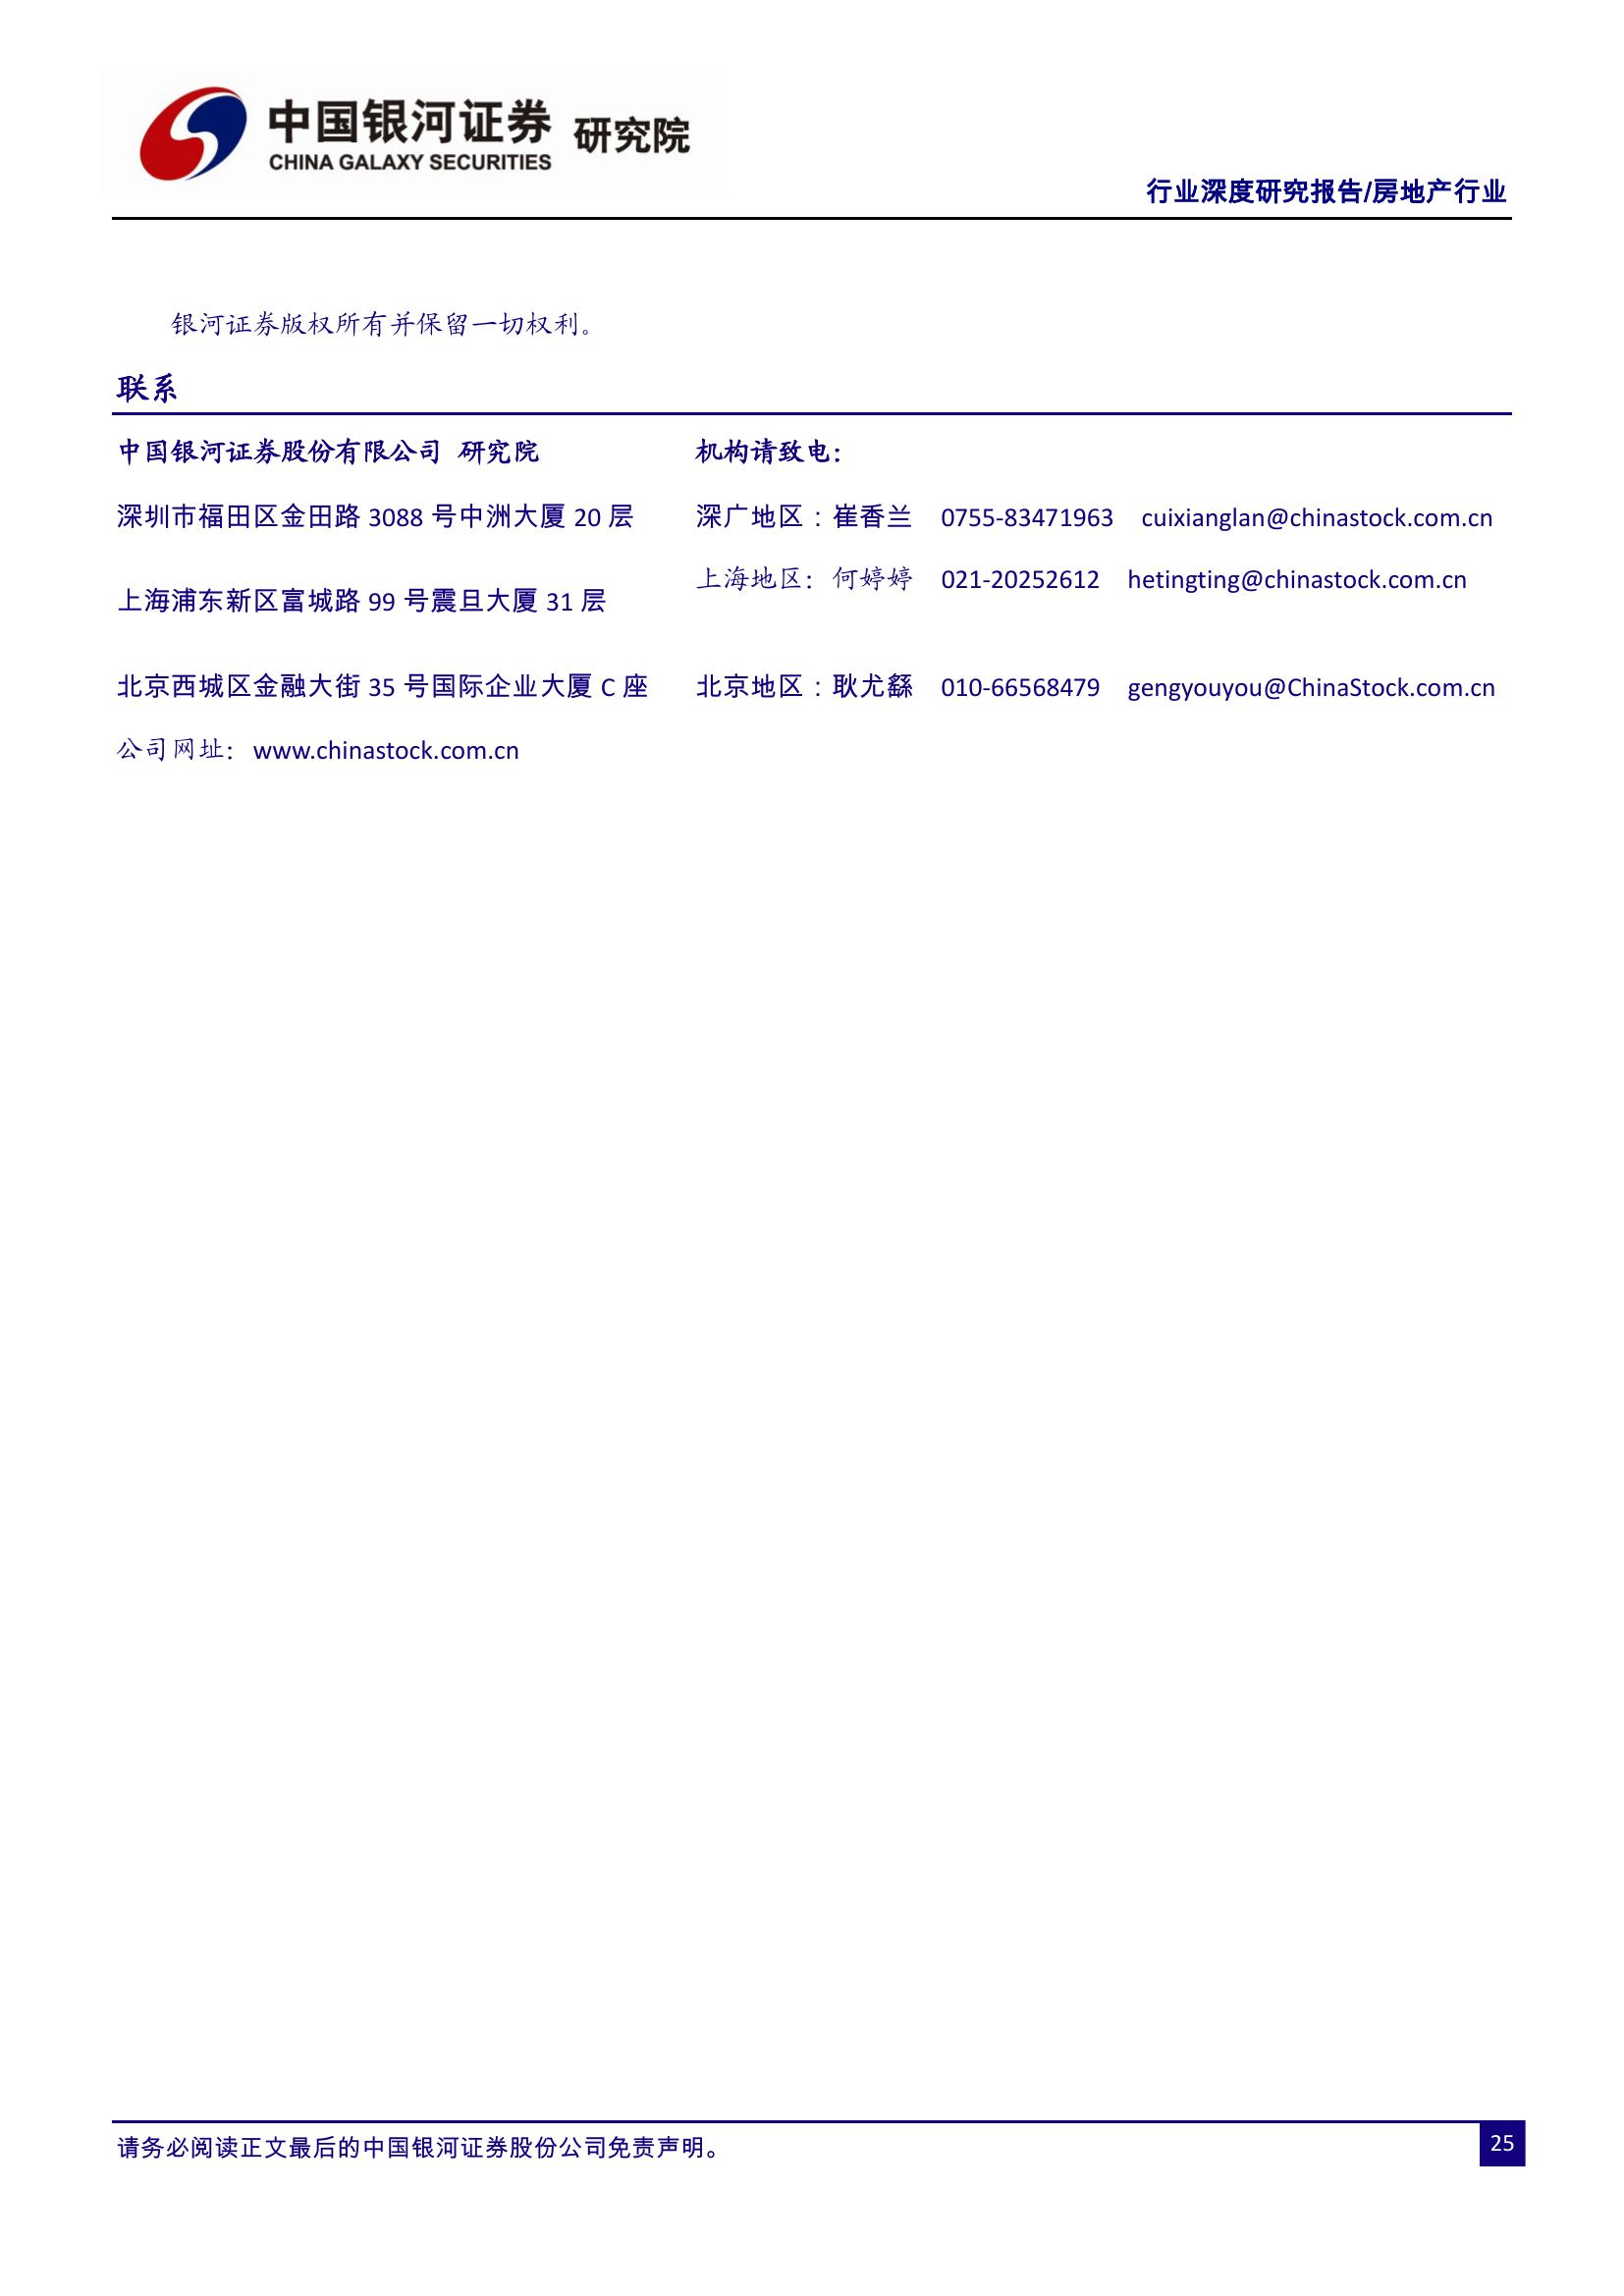 中国银河证券 研究院
CHINA GALAXY SECURITIES
行业深度研究报告/房地产行业
银河证券版权所有并保留一切权利。
联系
中国银河证券股份有限公司 研究院 机构请致电:
深圳市福田区金田路 3088 号中洲大厦 20 层 深广地区:崔香兰 0755-83471963 cuixianglan@chinastock.com.cn
上海浦东新区富城路 99 号震旦大厦 31 层 上海地区:何婷婷 021-20252612 hetingting@chinastock.com.cn
北京西城区金融大街 35 号国际企业大厦 C 座 北京地区:耿尤繇 010-66568479 gengyouyou@ChinaStock.com.cn
公司网址:www.chinastock.com.cn
请务必阅读正文最后的中国银河证券股份公司免责声明。
25